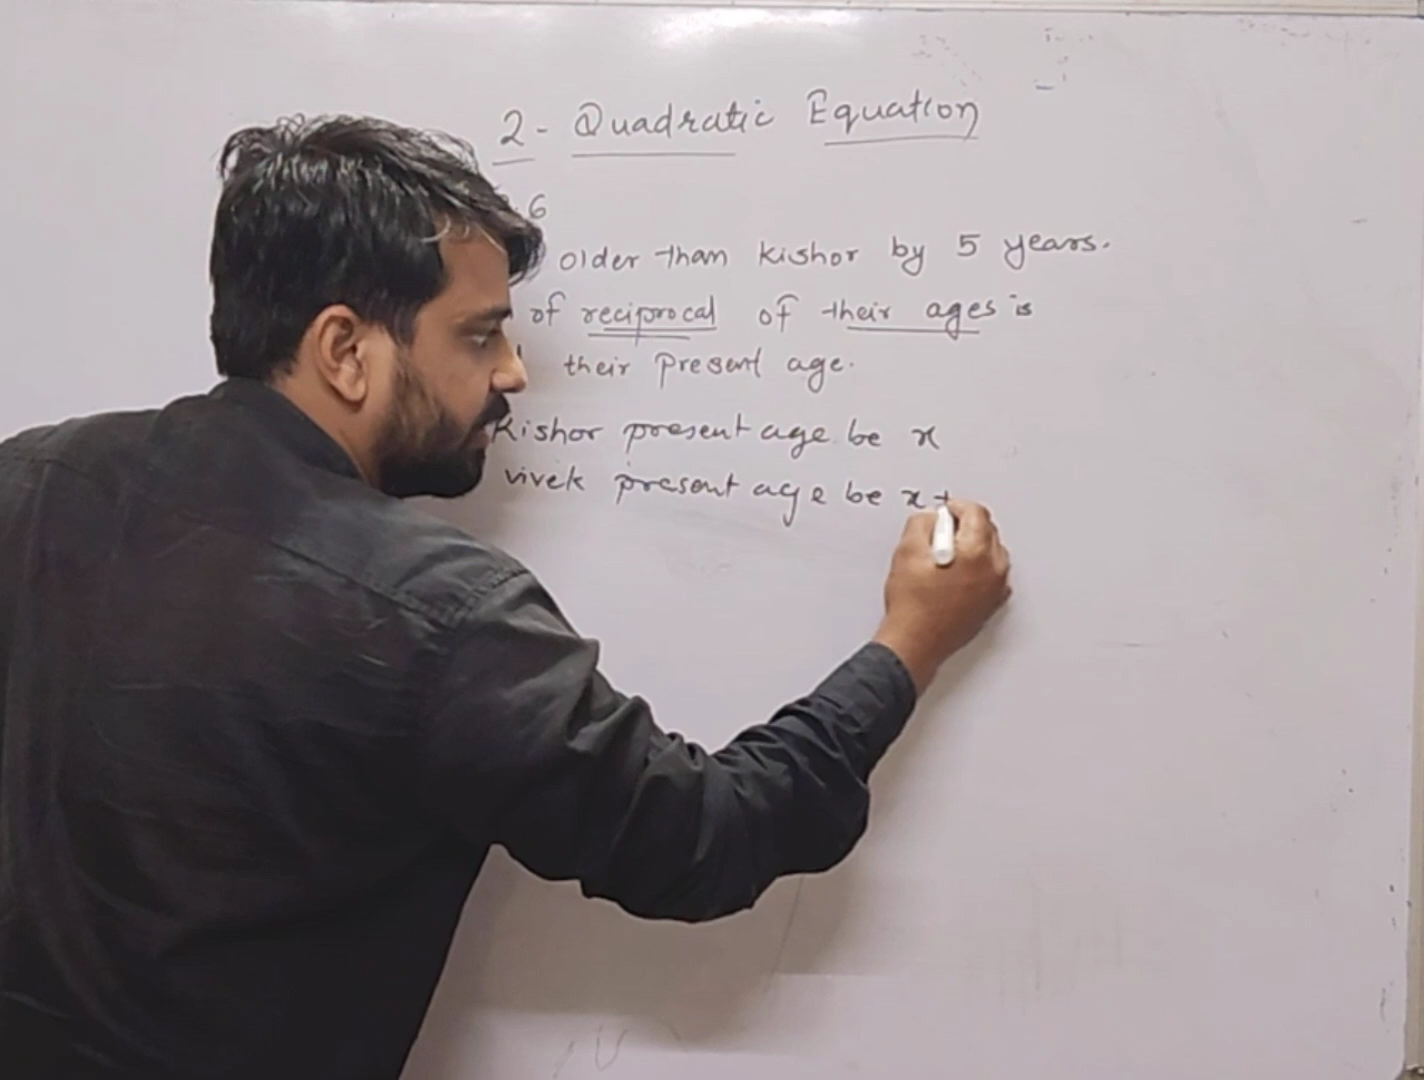 2 - Quadratic Equation
.6
older than kishor by 5 years.
of reciprocal of their ages is
their present age.
Kishor present age be x
vivek present age be x +